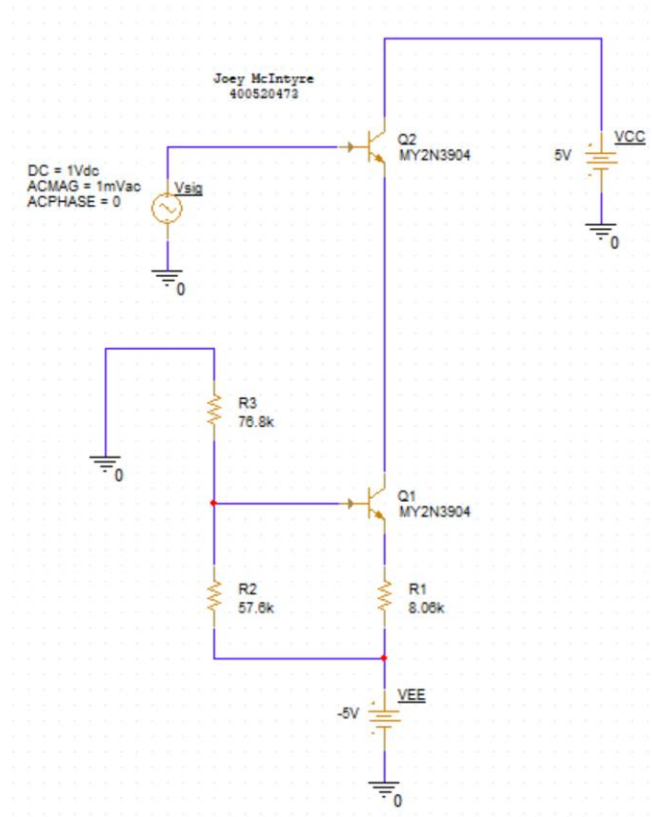 Joey McIntyre
400520473
Q2
MY2N3904
VCC
5V
0
DC = 1Vdc
ACMAG = 1mVac
ACPHASE = 0
Vsig
0
R3
76.8k
0
Q1
MY2N3904
R2
57.6k
R1
8.06k
VEE
-5V
0